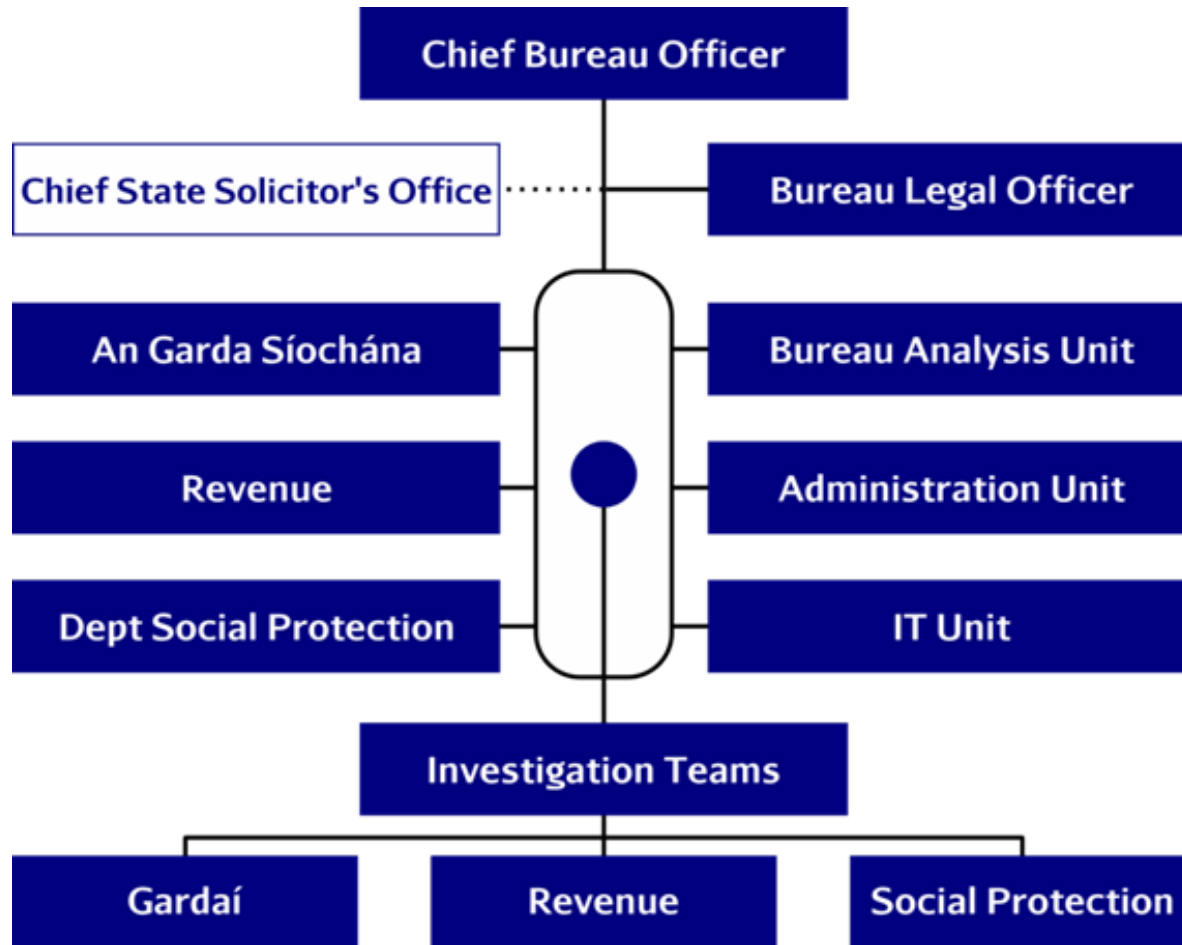 Chief Bureau Officer
Chief State Solicitor's Office
Bureau Legal Officer
An Garda Síochána
Bureau Analysis Unit
Revenue
Administration Unit
Dept Social Protection
IT Unit
Investigation Teams
Gardaí
Revenue
Social Protection